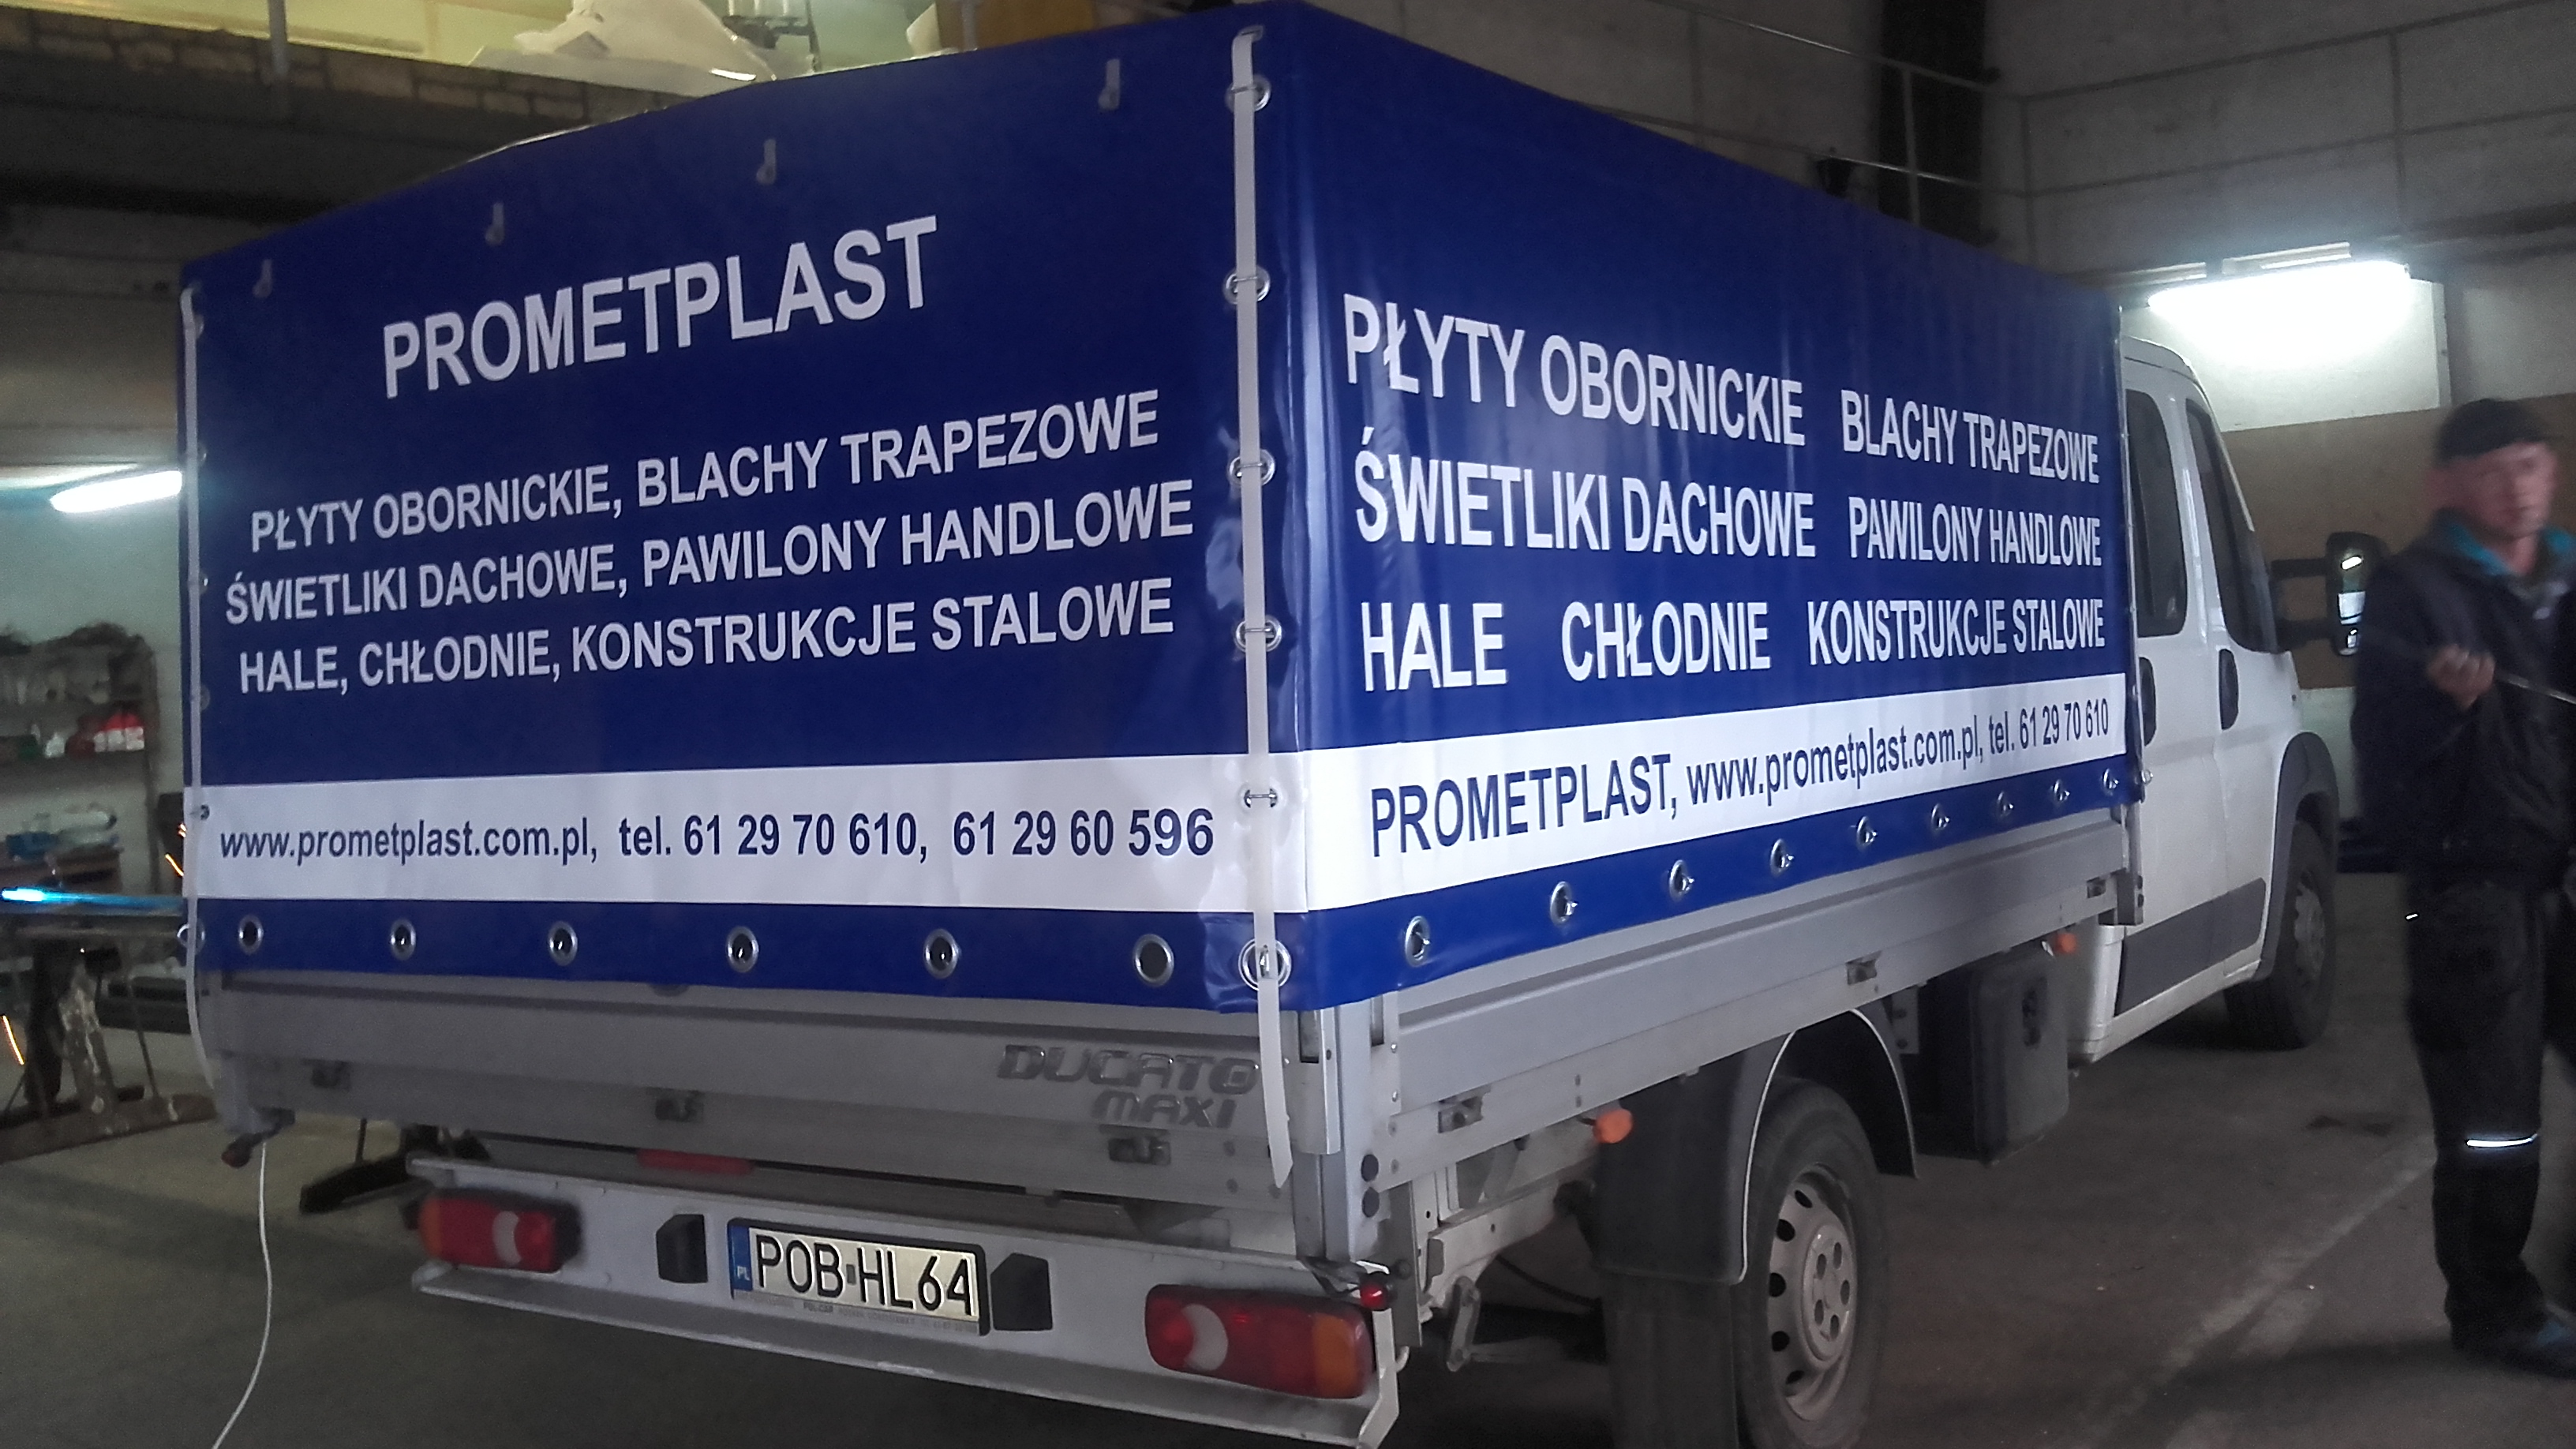 PROMETPLAST
PŁYTY OBORNICKIE, BLACHY TRAPEZOWE
ŚWIETLIKI DACHOWE, PAWILONY HANDLOWE
HALE, CHŁODNIE, KONSTRUKCJE STALOWE
www.prometplast.com.pl, tel. 61 29 70 610, 61 29 60 596
PŁYTY OBORNICKIE BLACHY TRAPEZOWE
ŚWIETLIKI DACHOWE PAWILONY HANDLOWE
HALE CHŁODNIE KONSTRUKCJE STALOWE
PROMETPLAST, www.prometplast.com.pl, tel. 61 29 70 610
DUCATO
MAXI
PL POB HL64